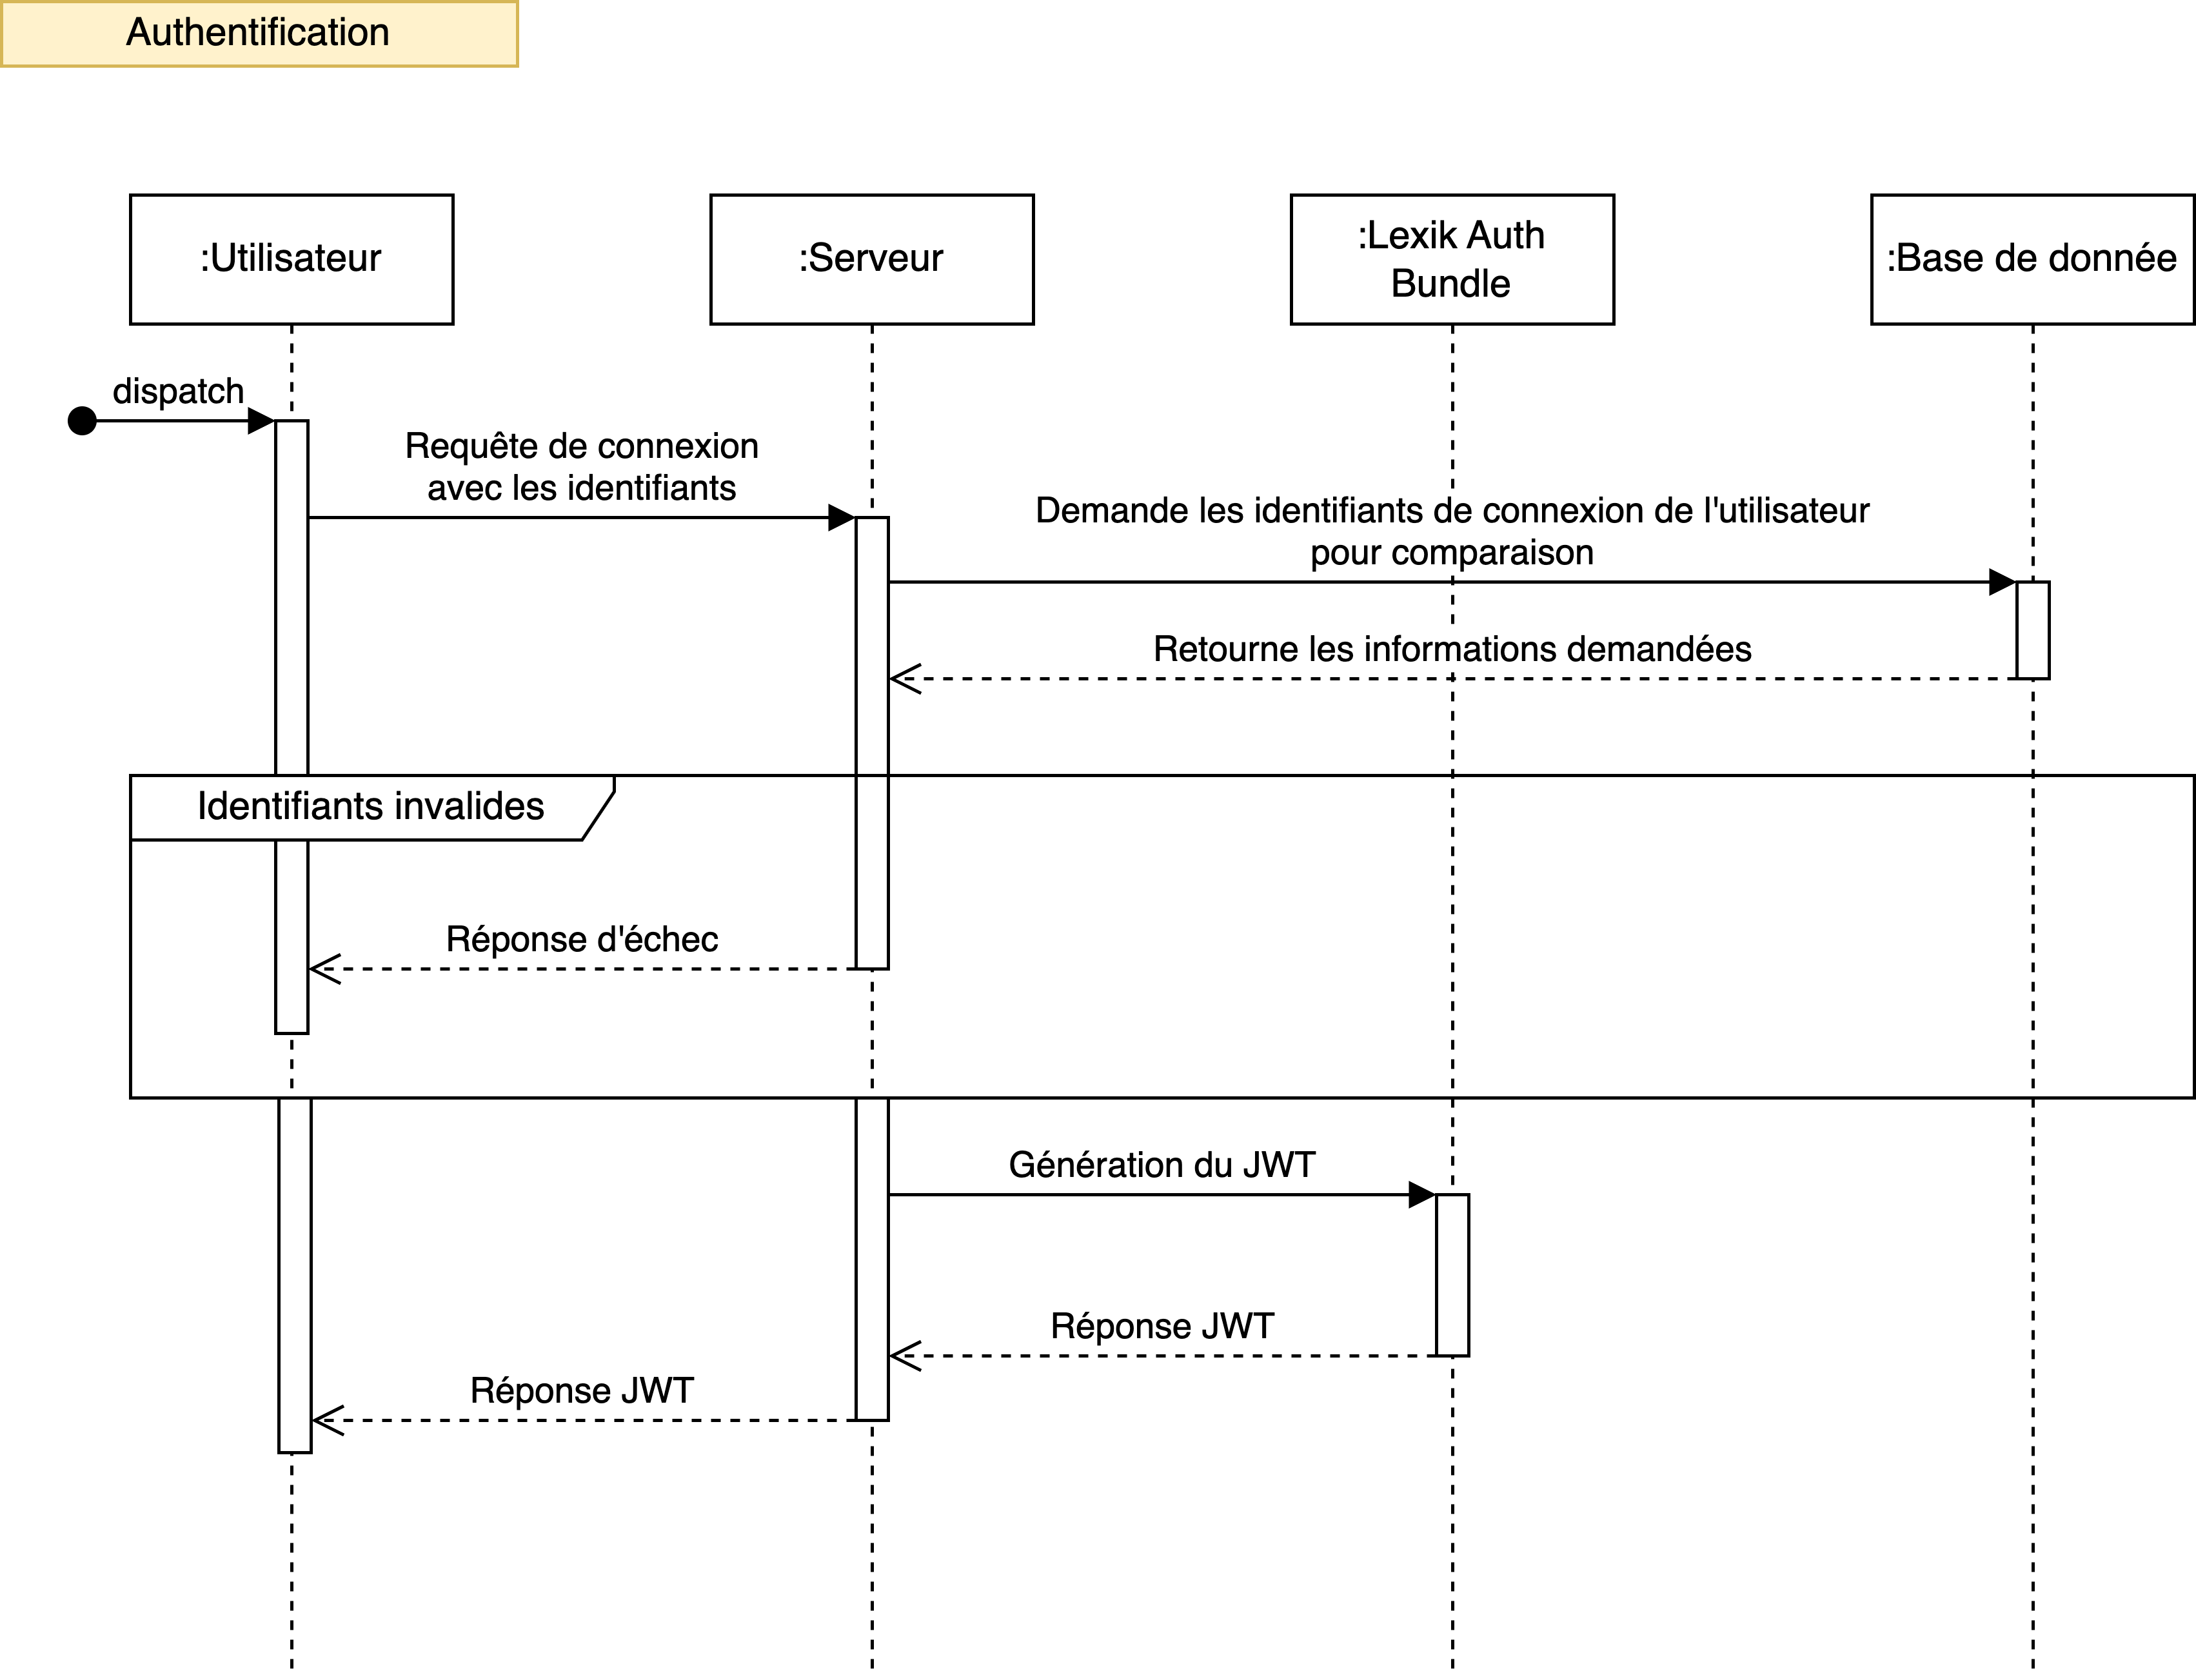 Authentification
:Utilisateur
:Serveur
:Lexik Auth
Bundle
:Base de donnée
dispatch
Requête de connexion
avec les identifiants
Demande les identifiants de connexion de l'utilisateur
pour comparaison
Retourne les informations demandées
Identifiants invalides
Réponse d'échec
Génération du JWT
Réponse JWT
Réponse JWT